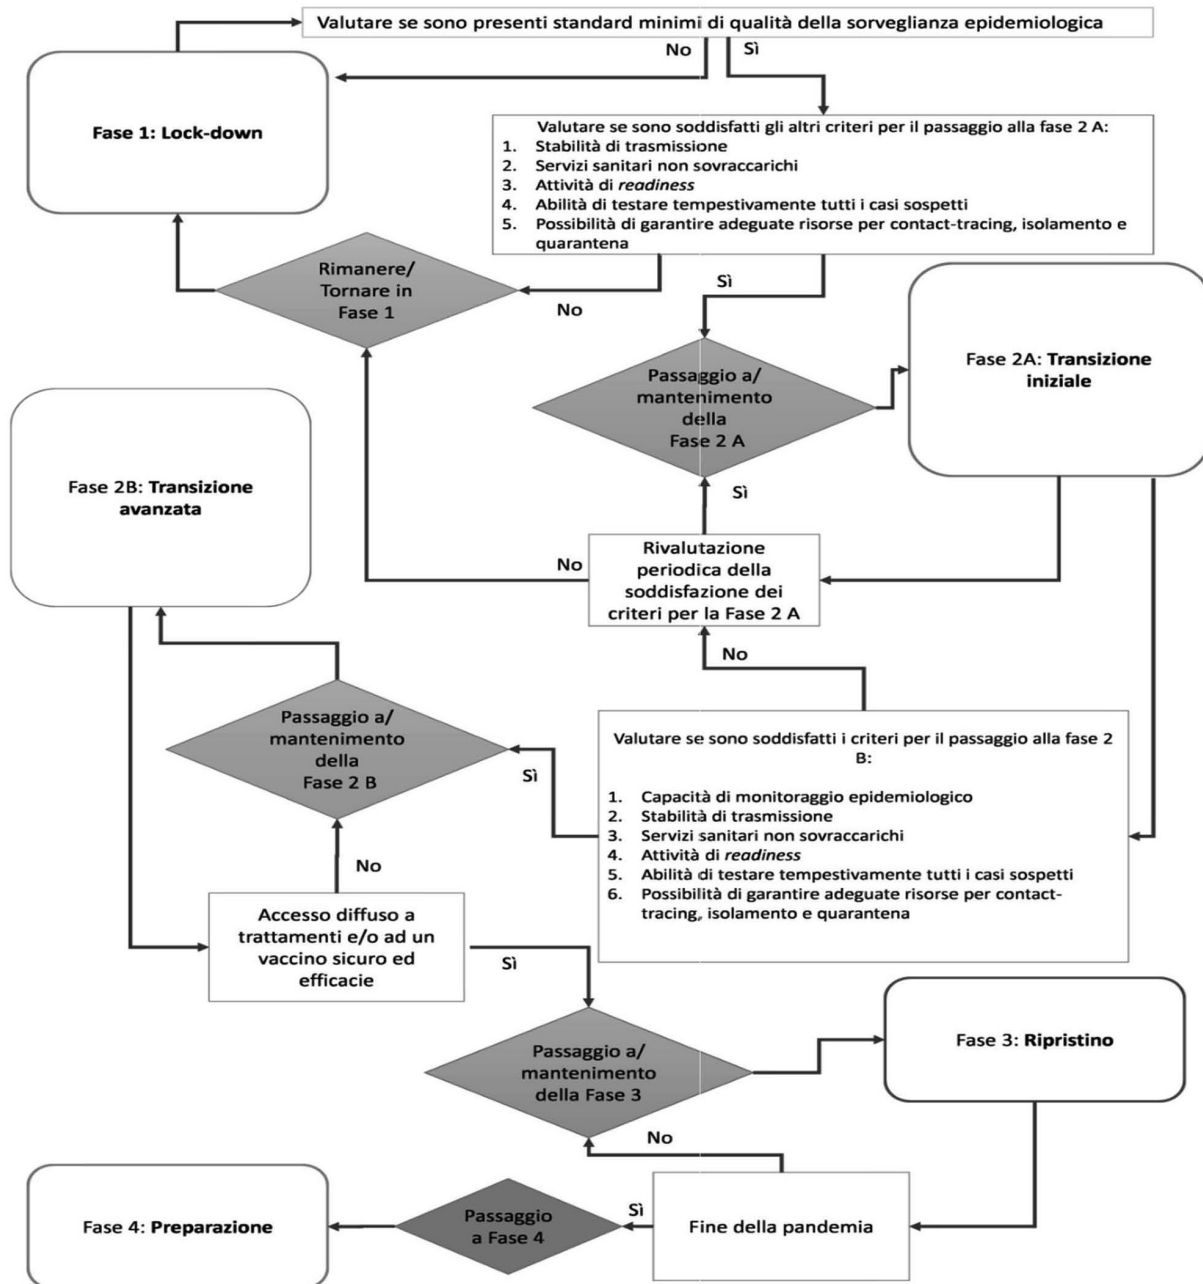 Valutare se sono presenti standard minimi di qualità della sorveglianza epidemiologica
No
Sì
Fase 1: Lock-down
Valutare se sono soddisfatti gli altri criteri per il passaggio alla fase 2 A:
1. Stabilità di trasmissione
2. Servizi sanitari non sovraccarichi
3. Attività di readiness
4. Abilità di testare tempestivamente tutti i casi sospetti
5. Possibilità di garantire adeguate risorse per contact-tracing, isolamento e
quarantena
Rimanere/
Tornare in
Fase 1
No
Sì
Passaggio a/
mantenimento
della
Fase 2 A
Fase 2A: Transizione
iniziale
Fase 2B: Transizione
avanzata
Sì
No
Rivalutazione
periodica della
soddisfazione dei
criteri per la Fase 2 A
No
Passaggio a/
mantenimento
della
Fase 2 B
Sì
Valutare se sono soddisfatti i criteri per il passaggio alla fase 2
B:
1. Capacità di monitoraggio epidemiologico
2. Stabilità di trasmissione
3. Servizi sanitari non sovraccarichi
4. Attività di readiness
5. Abilità di testare tempestivamente tutti i casi sospetti
6. Possibilità di garantire adeguate risorse per contact-
tracing, isolamento e quarantena
No
Accesso diffuso a
trattamenti e/o ad un
vaccino sicuro ed
efficacie
Sì
Passaggio a/
mantenimento
della Fase 3
Fase 3: Ripristino
No
Fase 4: Preparazione
Passaggio
a Fase 4
Sì
Fine della pandemia